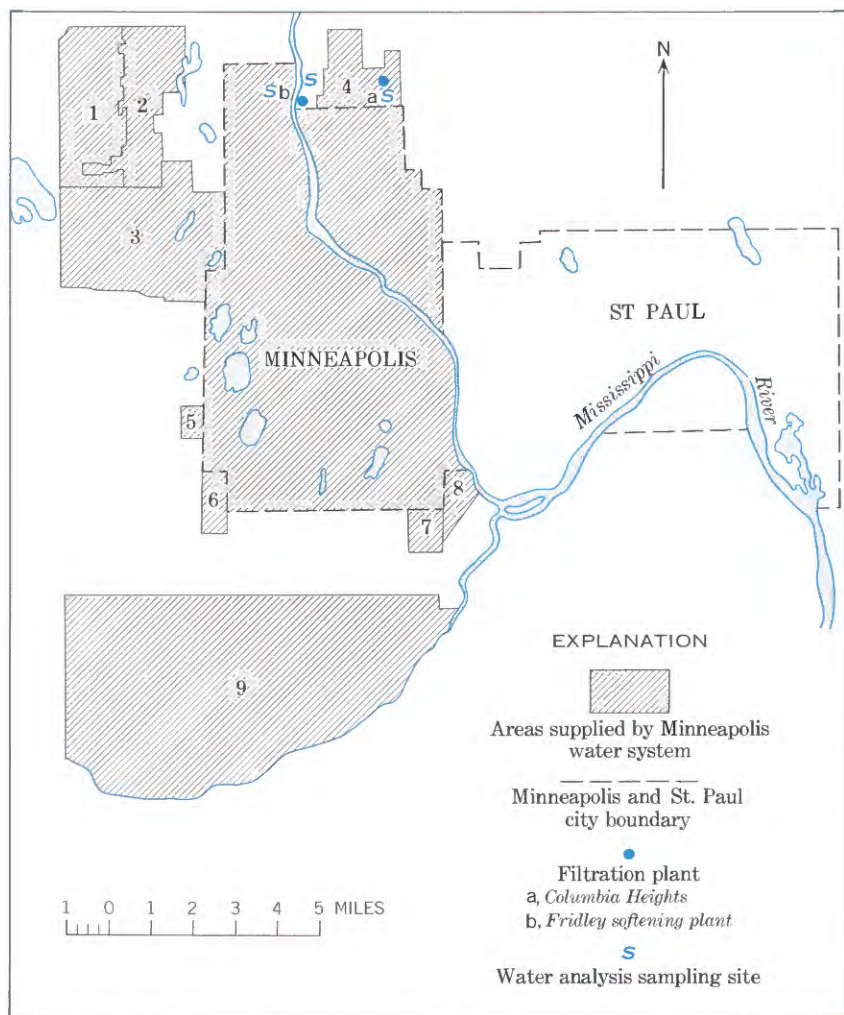 N
1
2
4
S
S b
a S
3
ST PAUL
MINNEAPOLIS
Mississippi
River
5
6
8
7
9
EXPLANATION
Areas supplied by Minneapolis
water system
Minneapolis and St. Paul
city boundary
Filtration plant
a, Columbia Heights
b, Fridley softening plant
S
Water analysis sampling site
1 0 1 2 3 4 5 MILES